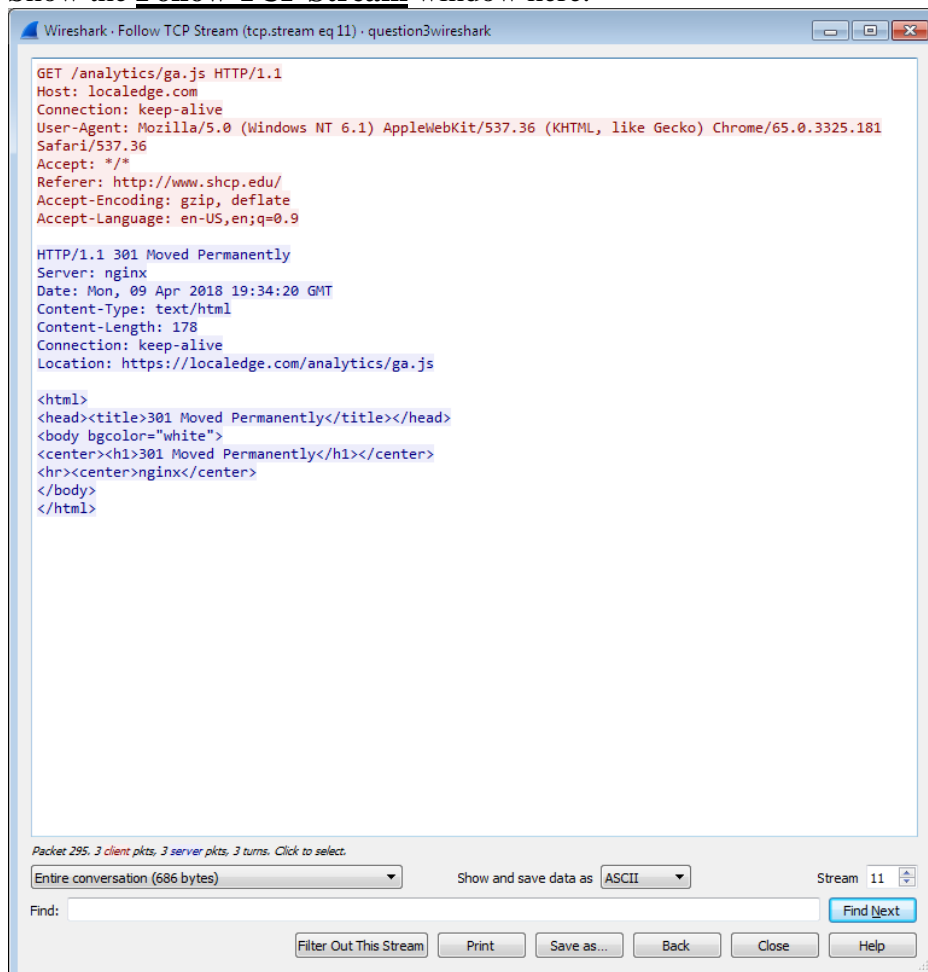 Show the Follow TCP Stream window here:
Wireshark · Follow TCP Stream (tcp.stream eq 11) · question3wireshark
GET /analytics/ga.js HTTP/1.1
Host: localedge.com
Connection: keep-alive
User-Agent: Mozilla/5.0 (Windows NT 6.1) AppleWebKit/537.36 (KHTML, like Gecko) Chrome/65.0.3325.181
Safari/537.36
Accept: */*
Referer: http://www.shcp.edu/
Accept-Encoding: gzip, deflate
Accept-Language: en-US,en;q=0.9
HTTP/1.1 301 Moved Permanently
Server: nginx
Date: Mon, 09 Apr 2018 19:34:20 GMT
Content-Type: text/html
Content-Length: 178
Connection: keep-alive
Location: https://localedge.com/analytics/ga.js
<html>
<head><title>301 Moved Permanently</title></head>
<body bgcolor="white">
<center><h1>301 Moved Permanently</h1></center>
<hr><center>nginx</center>
</body>
</html>
Packet 295. 3 client pkts, 3 server pkts, 3 turns. Click to select.
Entire conversation (686 bytes) Show and save data as ASCII Stream 11
Find: Find Next
Filter Out This Stream Print Save as... Back Close Help